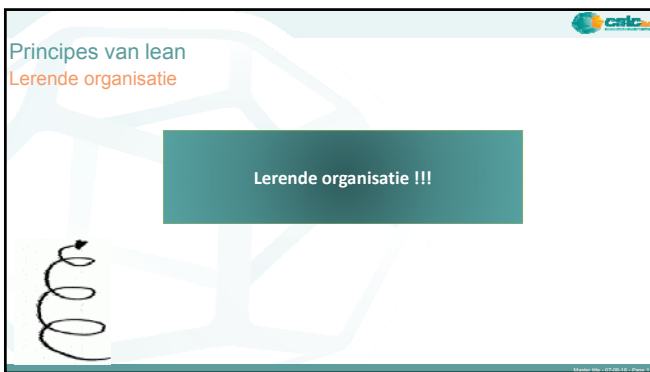 Principes van lean
Lerende organisatie
Lerende organisatie !!!